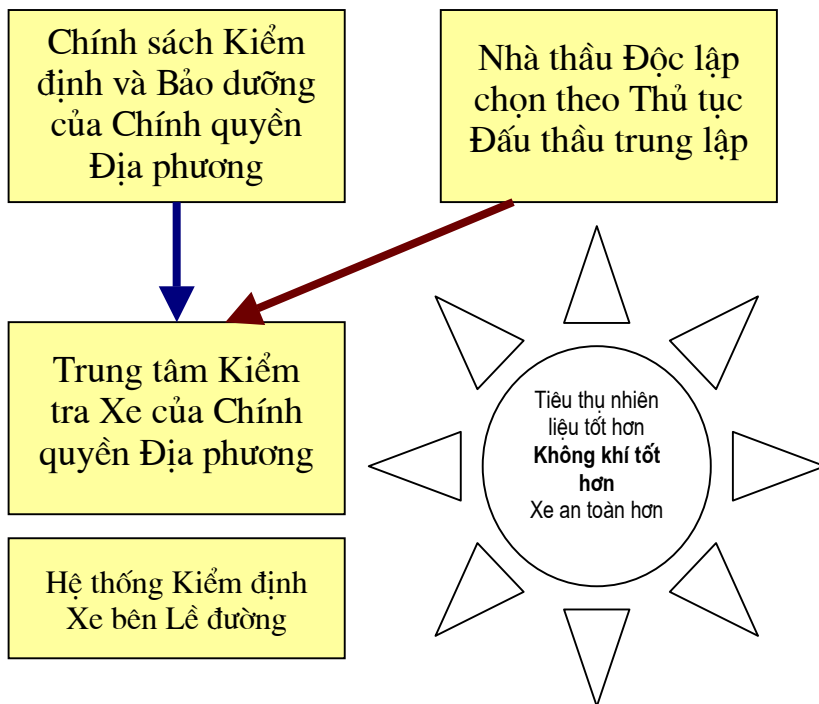 Chính sách Kiểm
định và Bảo dưỡng
của Chính quyền
Địa phương
Nhà thầu Độc lập
chọn theo Thủ tục
Đấu thầu trung lập
Trung tâm Kiểm
tra Xe của Chính
quyền Địa phương
Tiêu thụ nhiên
liệu tốt hơn
Không khí tốt
hơn
Xe an toàn hơn
Hệ thống Kiểm định
Xe bên Lề đường